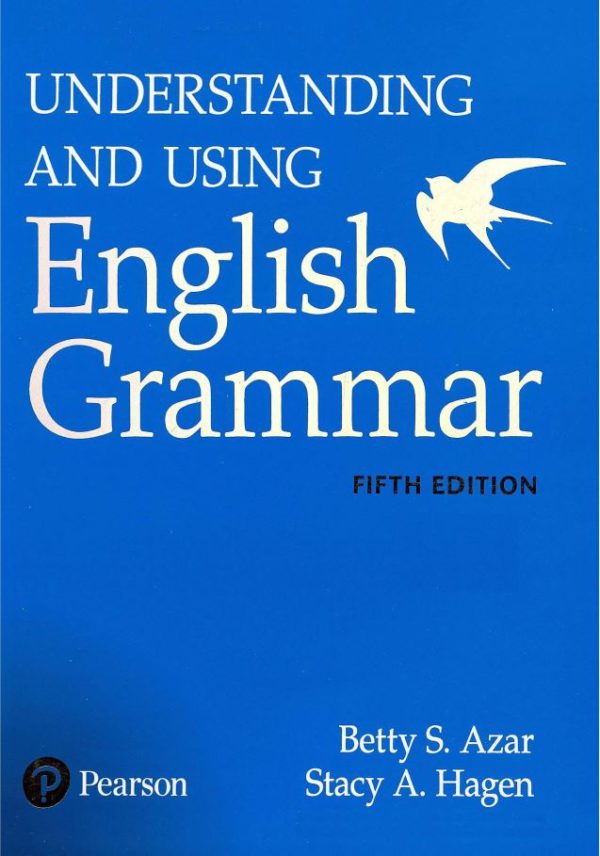 UNDERSTANDING
AND USING
English
Grammar
FIFTH EDITION
Betty S. Azar
Stacy A. Hagen
P Pearson